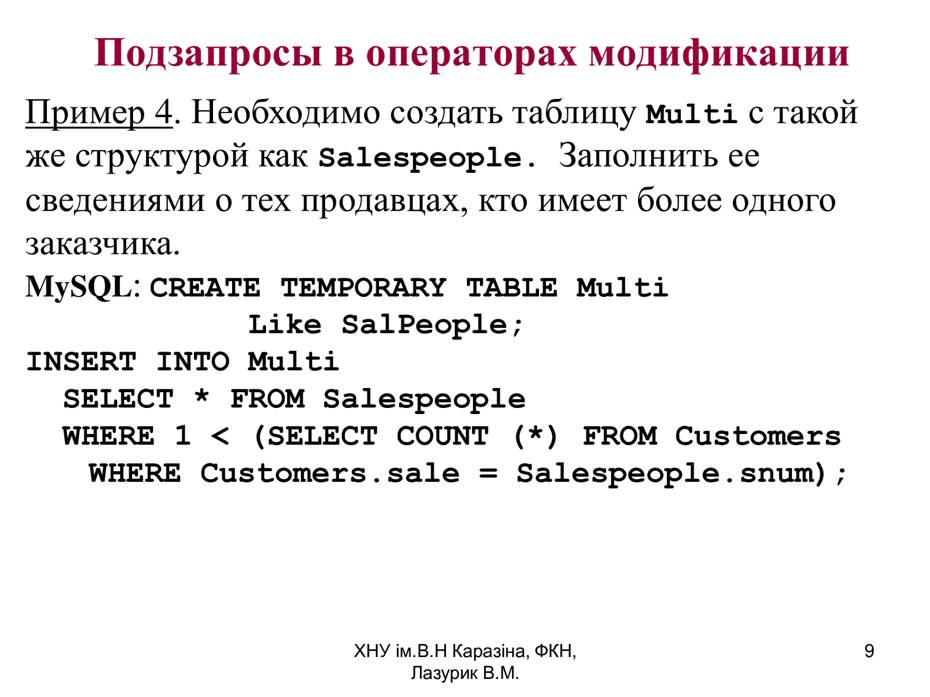 Подзапросы в операторах модификации
Пример 4. Необходимо создать таблицу Multi с такой
же структурой как Salespeople. Заполнить ее
сведениями о тех продавцах, кто имеет более одного
заказчика.
MySQL: CREATE TEMPORARY TABLE Multi
Like SalPeople;
INSERT INTO Multi
SELECT * FROM Salespeople
WHERE 1 < (SELECT COUNT (*) FROM Customers
WHERE Customers.sale = Salespeople.snum);
ХНУ ім.В.Н Каразіна, ФКН,
Лазурик В.М.
9